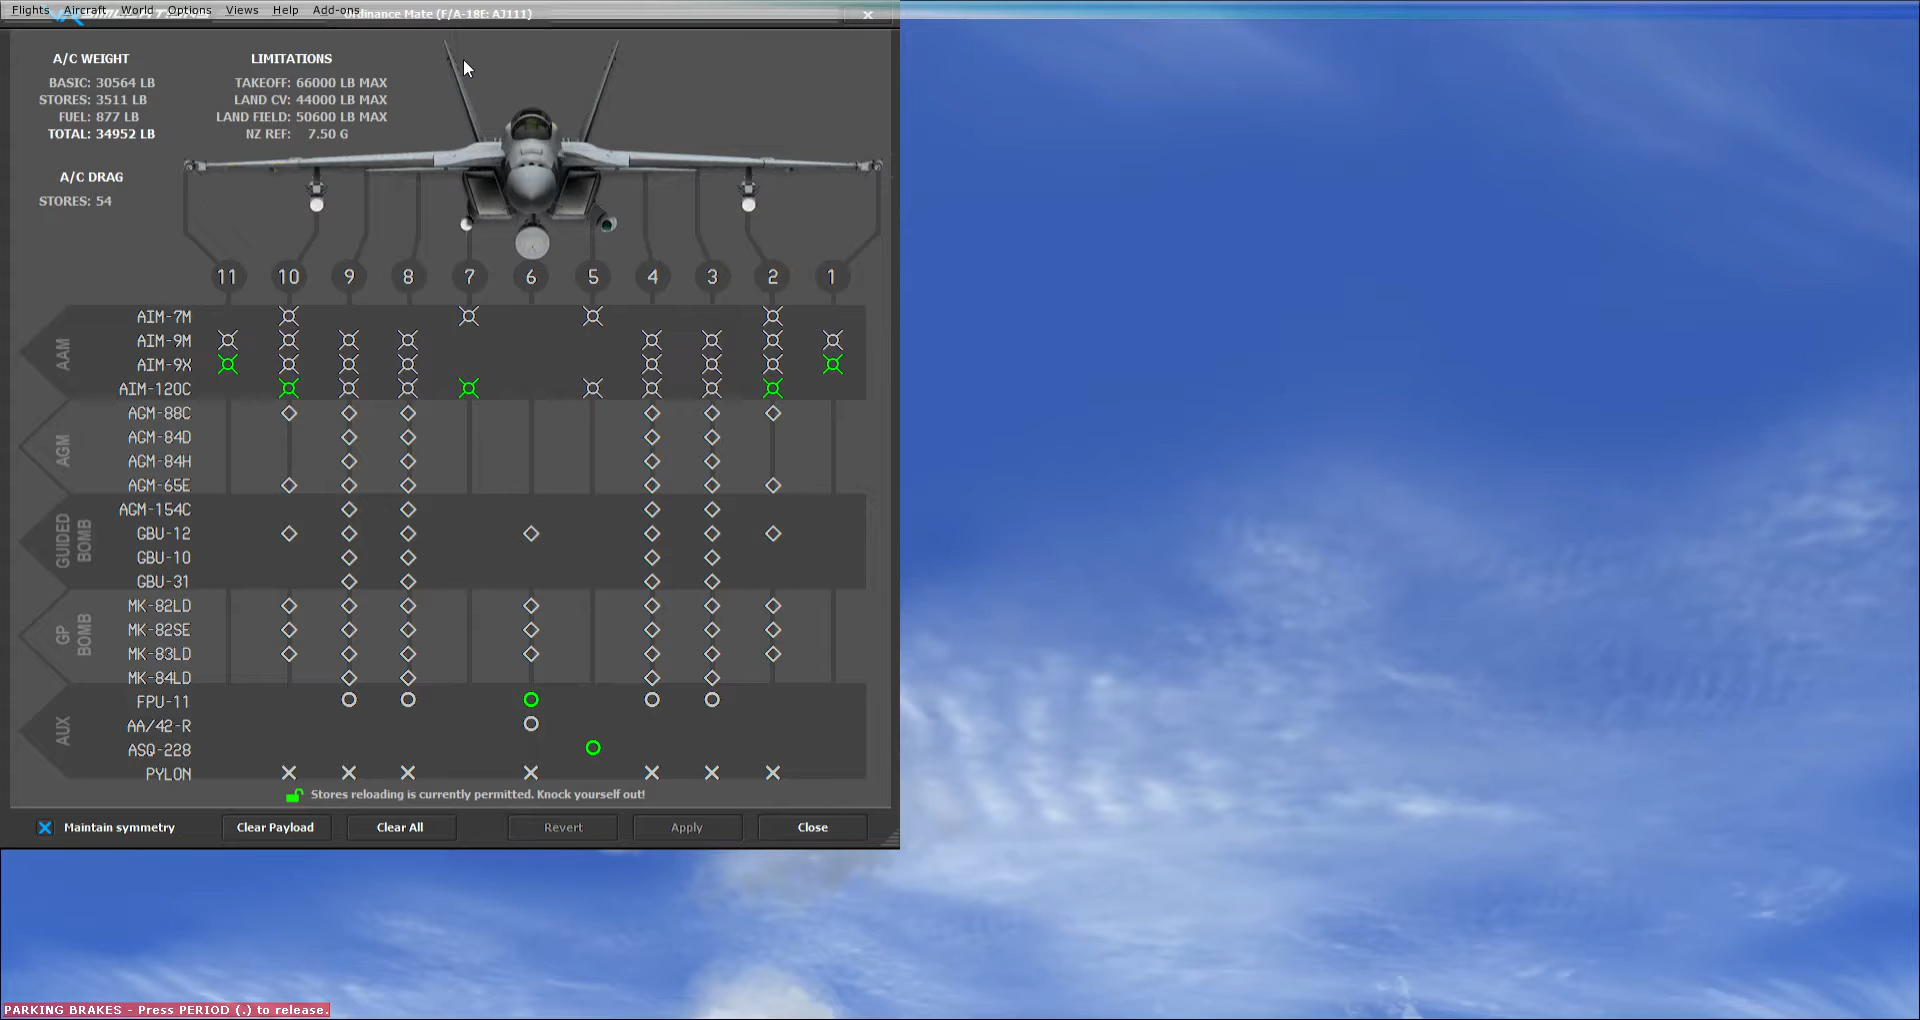 Flights Aircraft World Options Views Help Add-ons
Ordinance Mate (F/A-18E: AJ111)
A/C WEIGHT
BASIC: 30564 LB
STORES: 3511 LB
FUEL: 877 LB
TOTAL: 34952 LB
LIMITATIONS
TAKEOFF: 66000 LB MAX
LAND CV: 44000 LB MAX
LAND FIELD: 50600 LB MAX
NZ REF: 7.50 G
A/C DRAG
STORES: 54
11 10 9 8 7 6 5 4 3 2 1
AAM
AIM-7M
AIM-9M
AIM-9X
AIM-120C
AGM
AGM-88C
AGM-84D
AGM-84H
AGM-65E
GUIDED
BOMB
AGM-154C
GBU-12
GBU-10
GBU-31
GP
BOMB
MK-82LD
MK-82SE
MK-83LD
MK-84LD
AUX
FPU-11
AA/42-R
ASQ-228
PYLON
Stores reloading is currently permitted. Knock yourself out!
Maintain symmetry Clear Payload Clear All Revert Apply Close
PARKING BRAKES - Press PERIOD (.) to release.